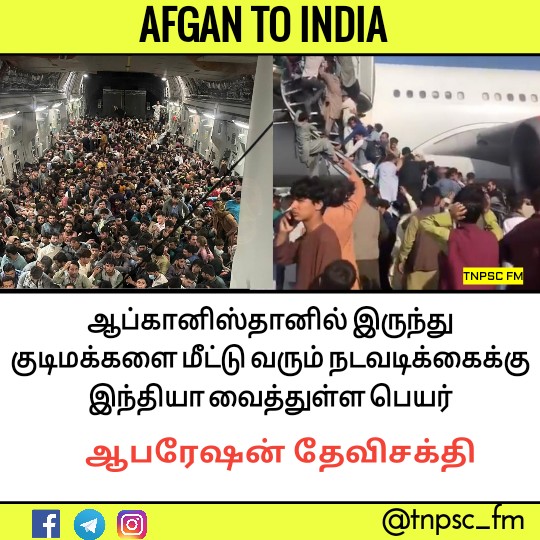 AFGAN TO INDIA
TNPSC FM
ஆப்கானிஸ்தானில் இருந்து
குடிமக்களை மீட்டு வரும் நடவடிக்கைக்கு
இந்தியா வைத்துள்ள பெயர்
ஆபரேஷன் தேவிசக்தி
@tnpsc_fm